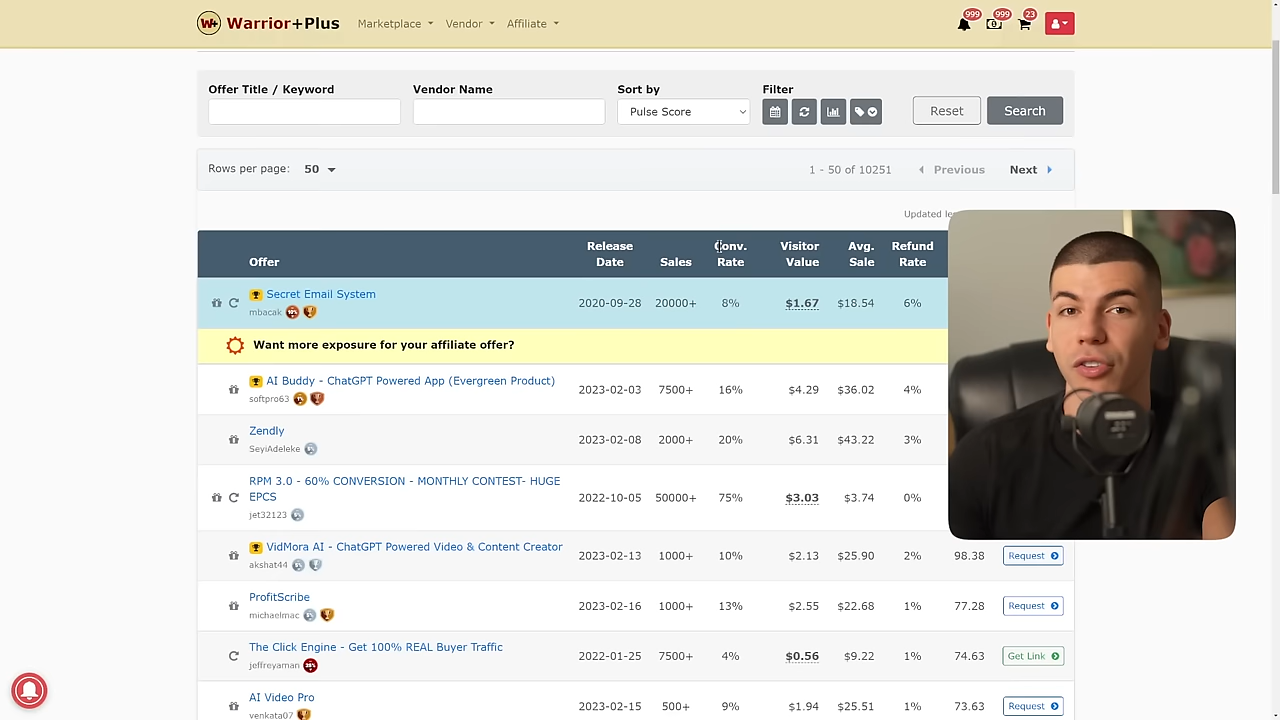 W+ Warrior+Plus Marketplace Vendor Affiliate 999 999 23
Offer Title / Keyword Vendor Name Sort by Filter
Pulse Score Reset Search
Rows per page: 50 1 - 50 of 10251 Previous Next
Updated
Offer Release Date Sales Conv. Rate Visitor Value Avg. Sale Refund Rate
Secret Email System 2020-09-28 20000+ 8% $1.67 $18.54 6%
mbacak
Want more exposure for your affiliate offer?
AI Buddy - ChatGPT Powered App (Evergreen Product) 2023-02-03 7500+ 16% $4.29 $36.02 4%
softpro63
Zendly 2023-02-08 2000+ 20% $6.31 $43.22 3%
SeyiAdeleke
RPM 3.0 - 60% CONVERSION - MONTHLY CONTEST- HUGE
EPCS 2022-10-05 50000+ 75% $3.03 $3.74 0%
jet32123
VidMora AI - ChatGPT Powered Video & Content Creator 2023-02-13 1000+ 10% $2.13 $25.90 2% 98.38 Request
akshat44
ProfitScribe 2023-02-16 1000+ 13% $2.55 $22.68 1% 77.28 Request
michaelmac
The Click Engine - Get 100% REAL Buyer Traffic 2022-01-25 7500+ 4% $0.56 $9.22 1% 74.63 Get Link
jeffreyaman
AI Video Pro 2023-02-15 500+ 9% $1.94 $25.51 1% 73.63 Request
venkata07